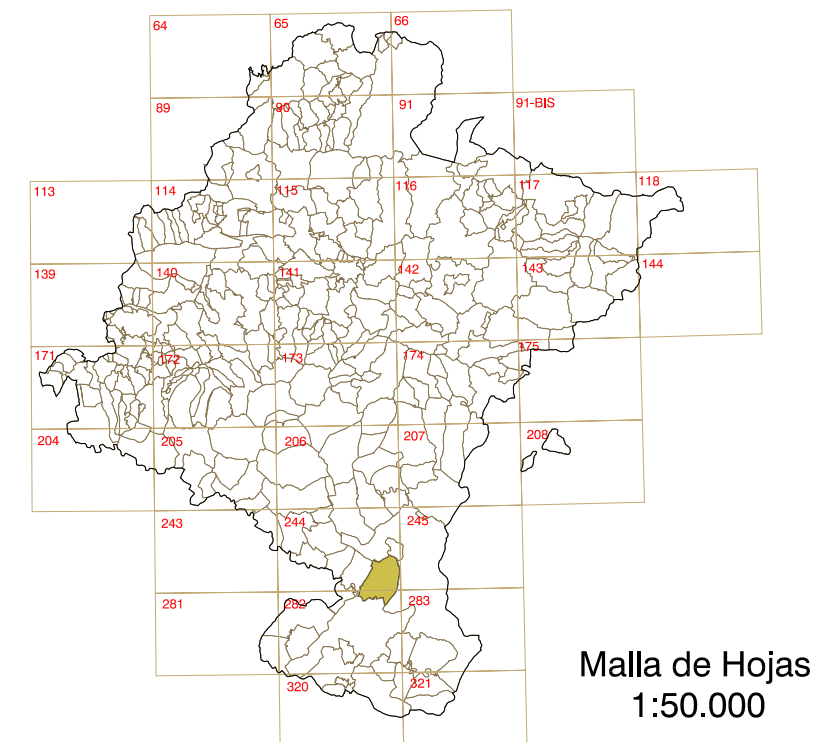 64 65 66
89 90 91 91-BIS
113 114 115 116 117 118
139 140 141 142 143 144
171 172 173 174 175
204 205 206 207 208
243 244 245
281 282 283
320 321
Malla de Hojas
1:50.000